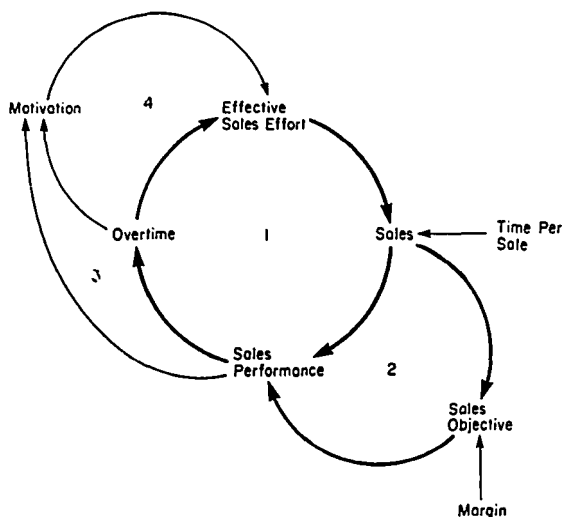 Motivation
4
Effective
Sales Effort
Overtime
1
Sales
Time Per
Sale
3
Sales
Performance
2
Sales
Objective
Margin